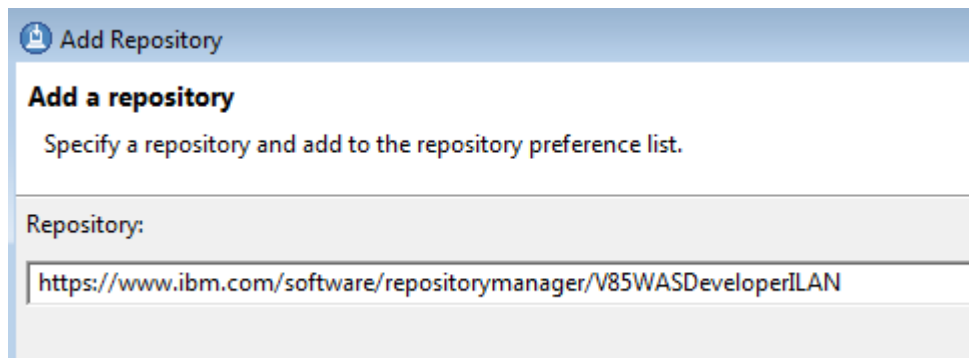 Add Repository
Add a repository
Specify a repository and add to the repository preference list.
Repository:
https://www.ibm.com/software/repositorymanager/V85WASDeveloperILAN